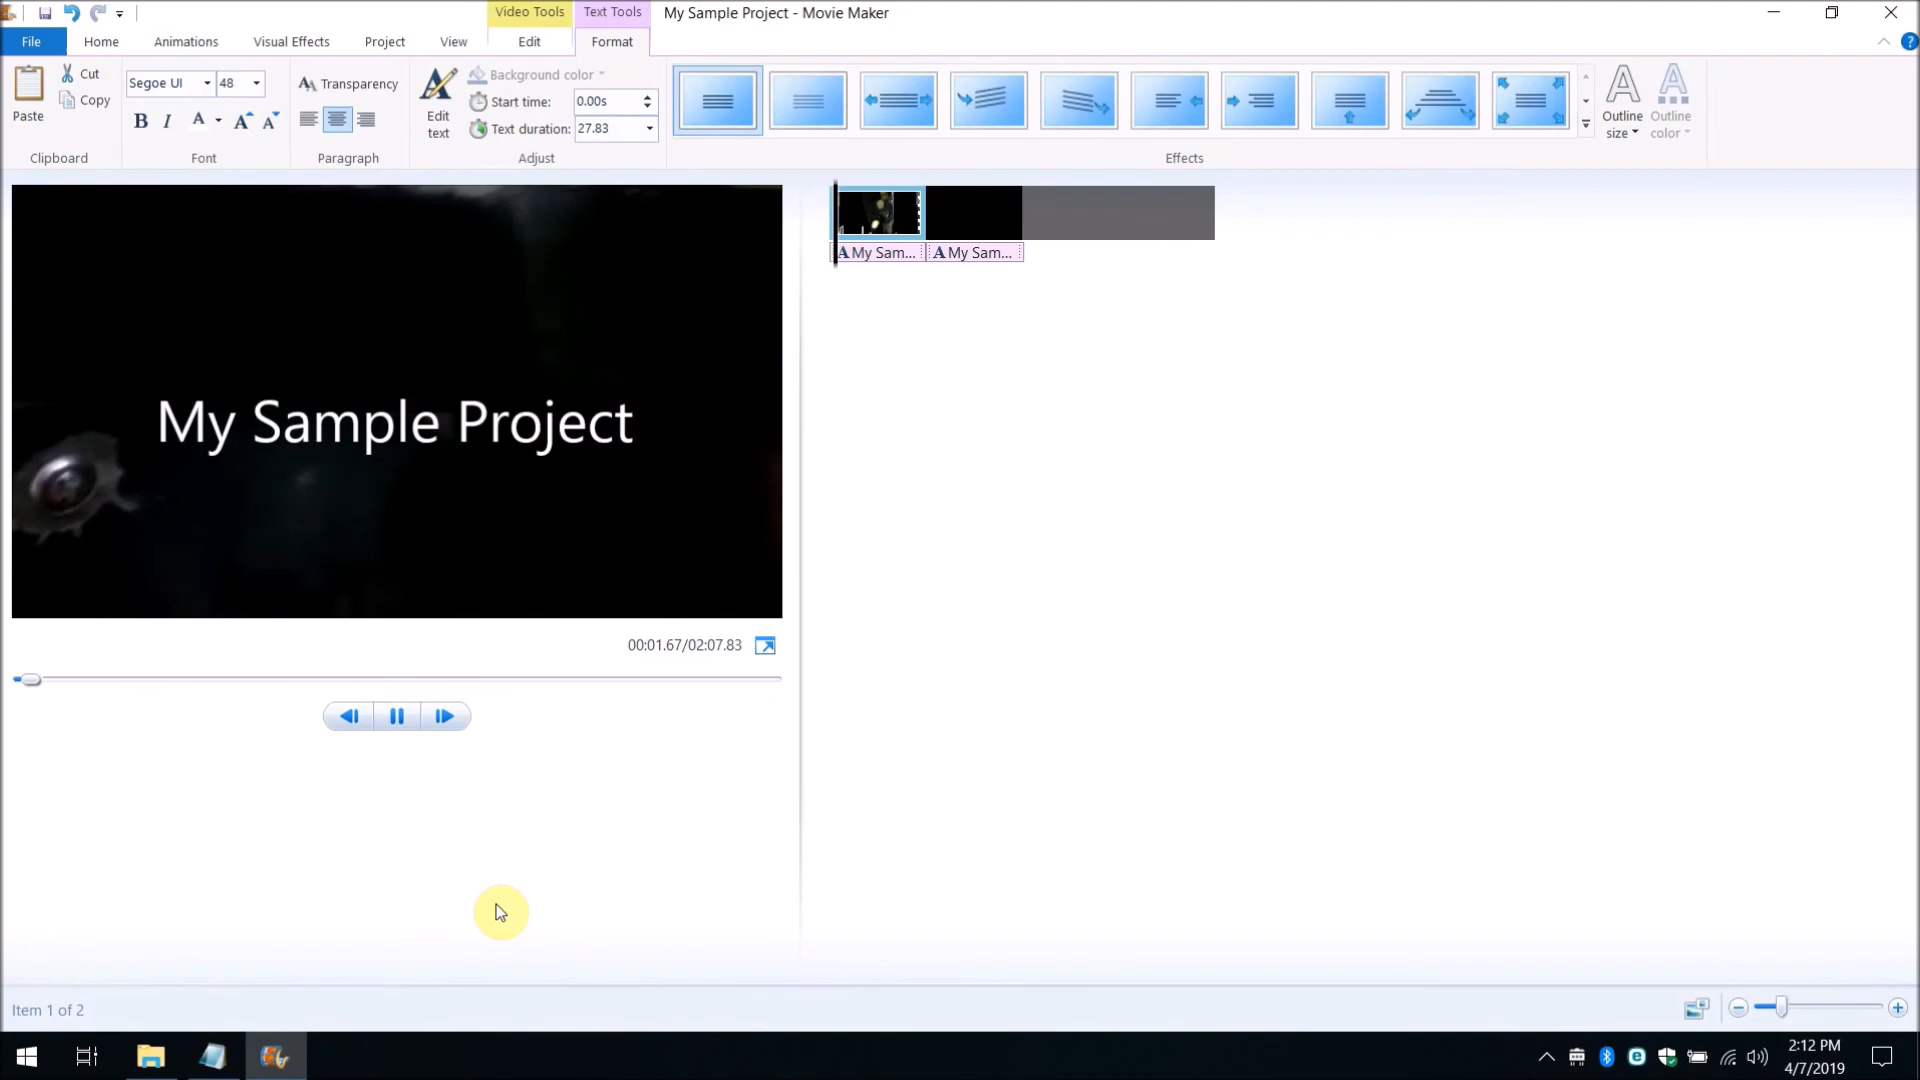 Video Tools
Text Tools
My Sample Project - Movie Maker
File
Home
Animations
Visual Effects
Project
View
Edit
Format
?
Paste
Cut
Copy
Clipboard
Segoe UI
48
B I A A A
Font
Transparency
Paragraph
Edit
text
Background color
Start time:
0.00s
Text duration:
27.83
Adjust
Effects
Outline
size
Outline
color
My Sample Project
A My Sam...
A My Sam...
00:01.67/02:07.83
Item 1 of 2
2:12 PM
4/7/2019